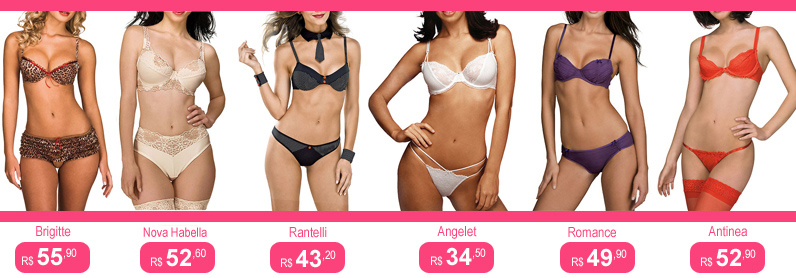 Brigitte
R$ 55,90
Nova Habella
R$ 52,60
Rantelli
R$ 43,20
Angelet
R$ 34,50
Romance
R$ 49,90
Antinea
R$ 52,90